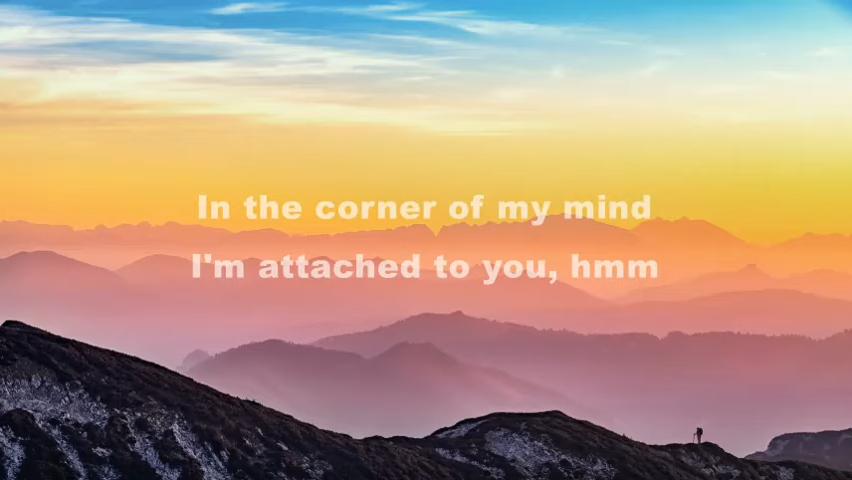 In the corner of my mind
I'm attached to you, hmm